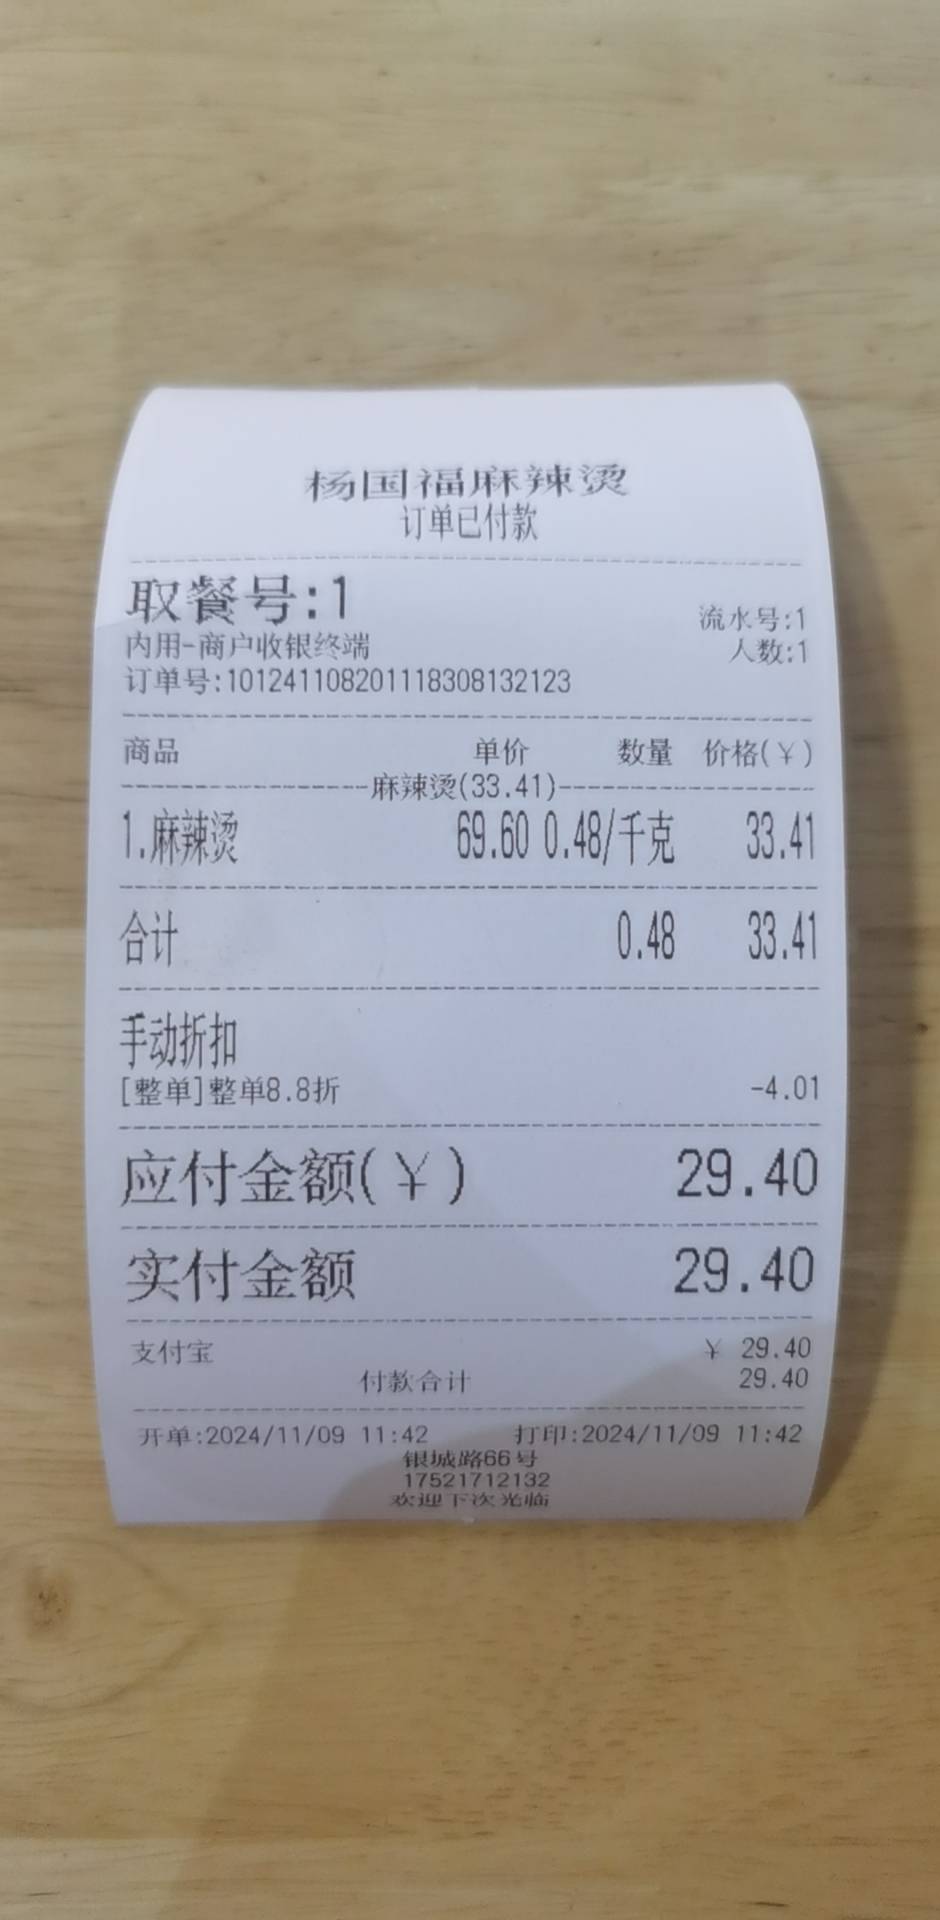 杨国福麻辣烫
订单已付款
取餐号:1
流水号:1
内用-商户收银终端
人数:1
订单号:101241108201118308132123
商品 单价 数量 价格(¥)
麻辣烫(33.41)
1.麻辣烫 69.60 0.48/千克 33.41
合计 0.48 33.41
手动折扣
[整单]整单8.8折 -4.01
应付金额(¥) 29.40
实付金额 29.40
支付宝 ¥ 29.40
付款合计 29.40
开单:2024/11/09 11:42 打印:2024/11/09 11:42
银城路66号
17521712132
欢迎下次光临